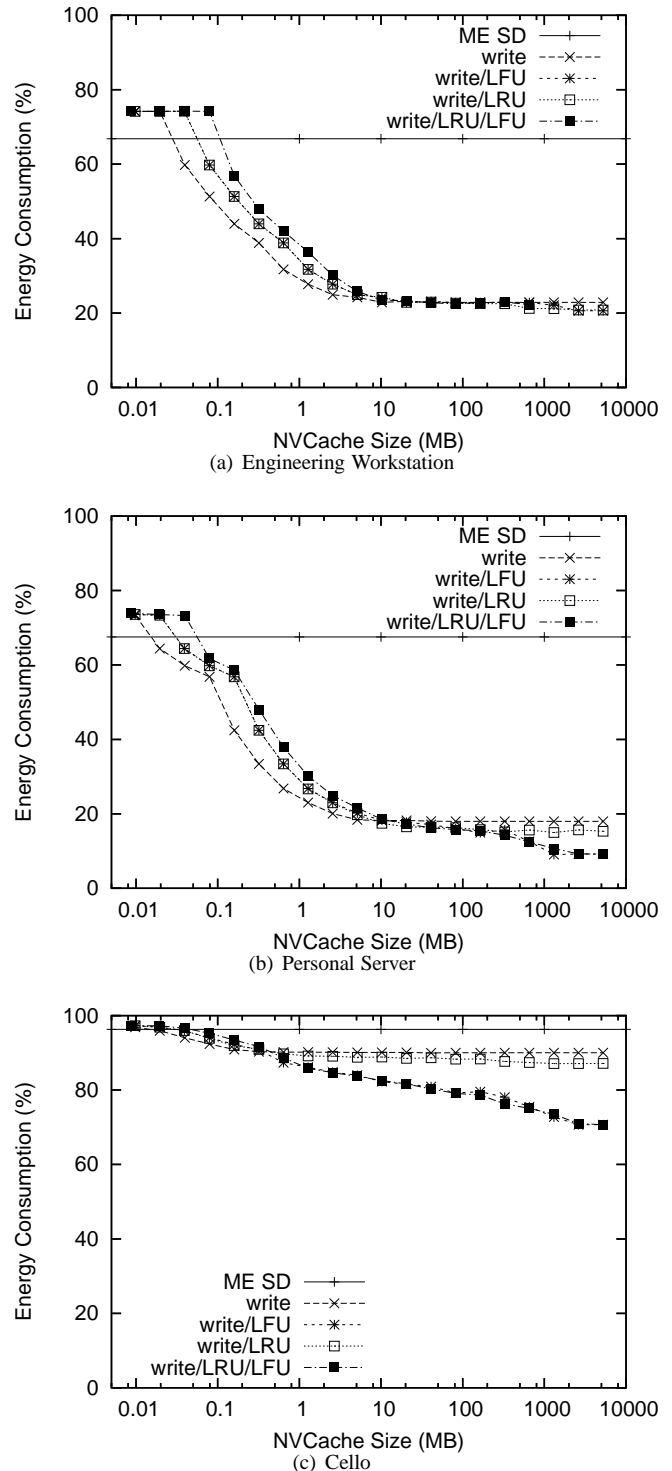 100
80
60
40
20
0
Energy Consumption (%)
ME SD
write
write/LFU
write/LRU
write/LRU/LFU
0.01 0.1 1 10 100 1000 10000
NVCache Size (MB)
(a) Engineering Workstation
100
80
60
40
20
0
Energy Consumption (%)
ME SD
write
write/LFU
write/LRU
write/LRU/LFU
0.01 0.1 1 10 100 1000 10000
NVCache Size (MB)
(b) Personal Server
100
80
60
40
20
0
Energy Consumption (%)
ME SD
write
write/LFU
write/LRU
write/LRU/LFU
0.01 0.1 1 10 100 1000 10000
NVCache Size (MB)
(c) Cello